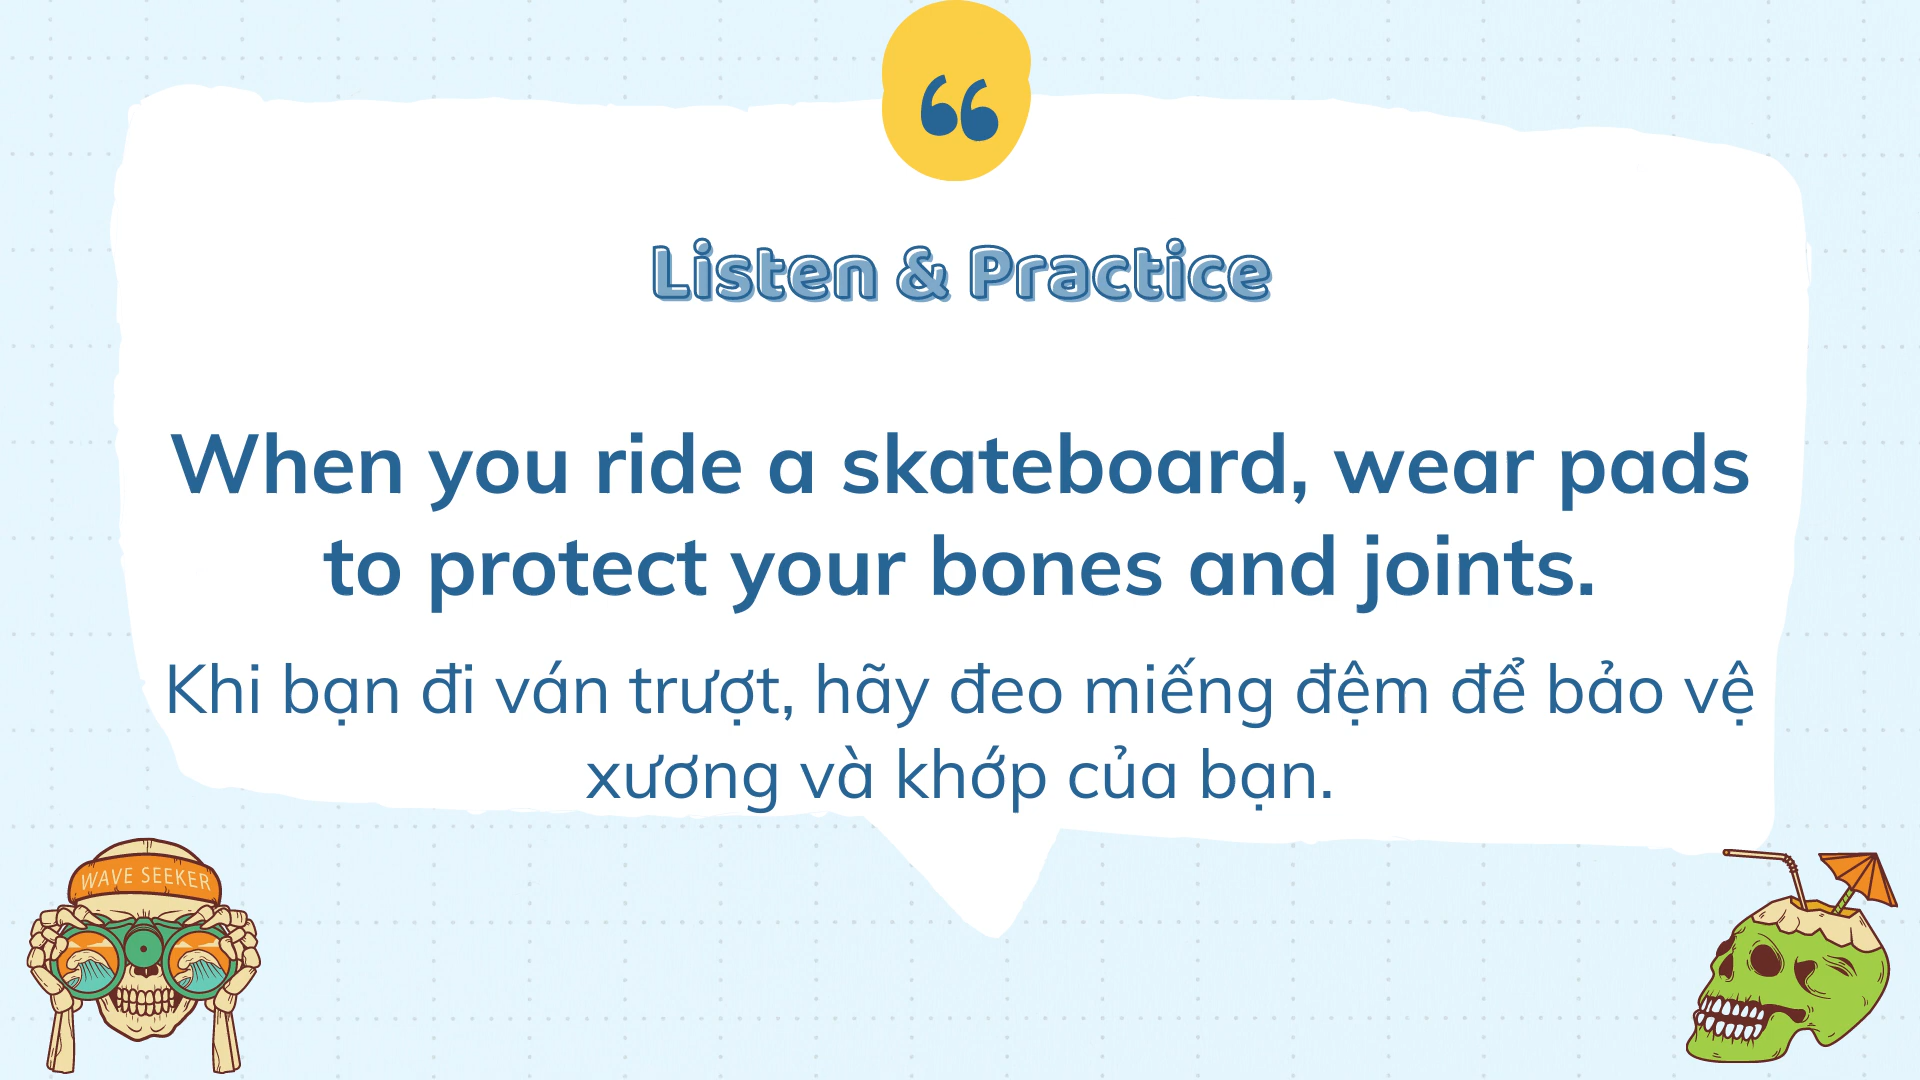 Listen & Practice
When you ride a skateboard, wear pads
to protect your bones and joints.
Khi bạn đi ván trượt, hãy đeo miếng đệm để bảo vệ
xương và khớp của bạn.
WAVE SEEKER